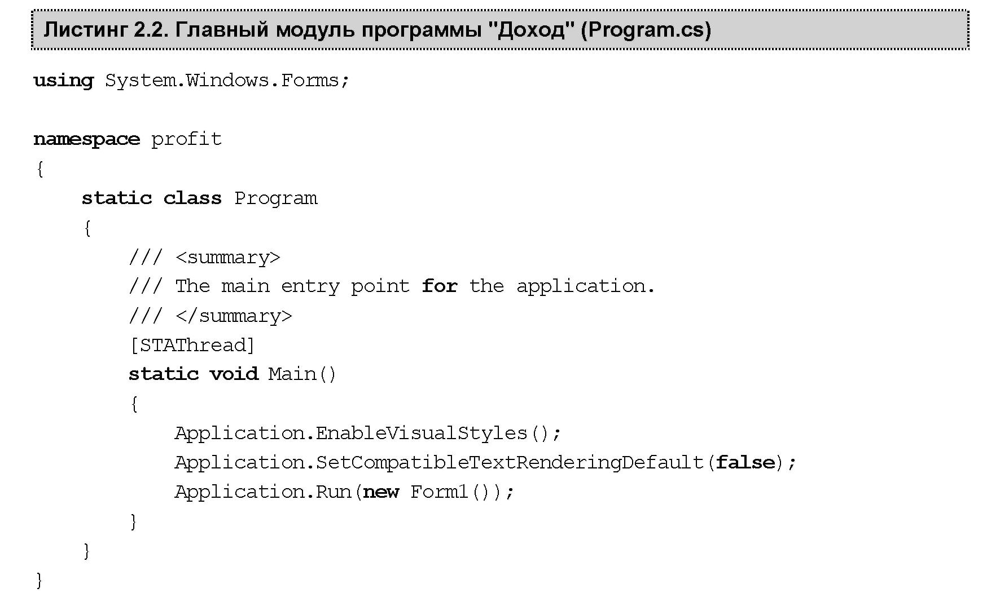 Листинг 2.2. Главный модуль программы "Доход" (Program.cs)
using System.Windows.Forms;
namespace profit
{
static class Program
{
/// <summary>
/// The main entry point for the application.
/// </summary>
[STAThread]
static void Main()
{
Application.EnableVisualStyles();
Application.SetCompatibleTextRenderingDefault(false);
Application.Run(new Form1());
}
}
}